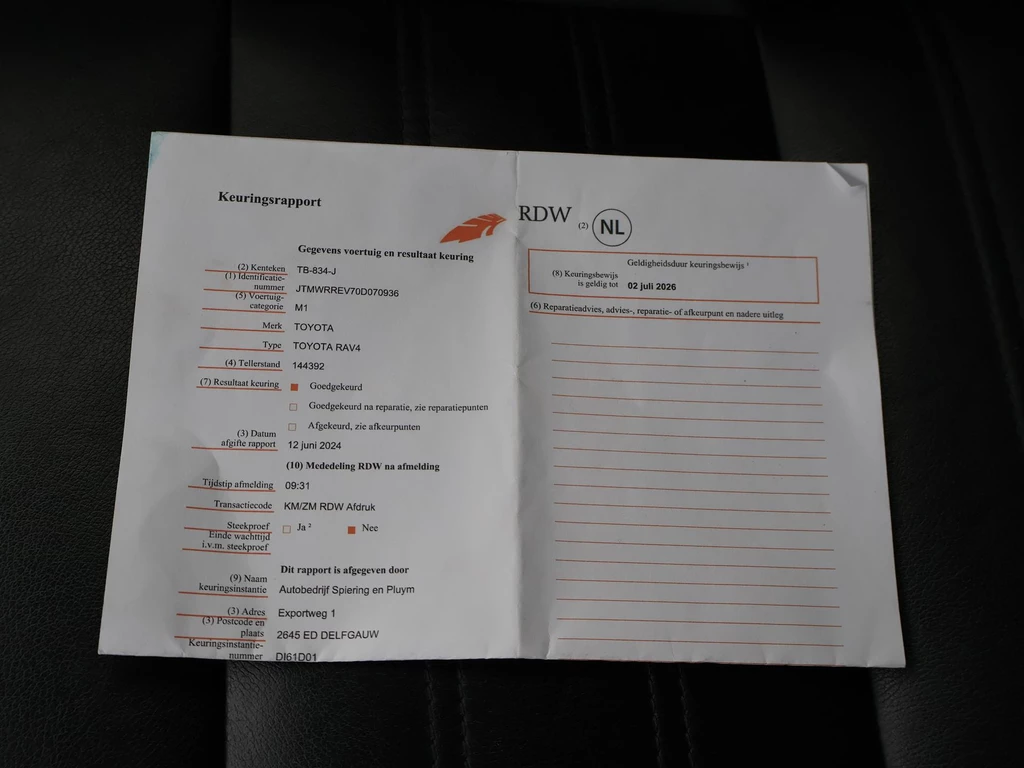 Keuringsrapport
Gegevens voertuig en resultaat keuring
(2) Kenteken TB-834-J
(1) Identificatie-
nummer JTMWRREV70D070936
(5) Voertuig-
categorie M1
Merk TOYOTA
Type TOYOTA RAV4
(4) Tellerstand 144392
(7) Resultaat keuring Goedgekeurd
Goedgekeurd na reparatie, zie reparatiepunten
Afgekeurd, zie afkeurpunten
(3) Datum
afgifte rapport 12 juni 2024
(10) Mededeling RDW na afmelding
Tijdstip afmelding 09:31
Transactiecode KM/ZM RDW Afdruk
Steekproef Ja ² Nee
Einde wachttijd
i.v.m. steekproef
Dit rapport is afgegeven door
(9) Naam
keuringsinstantie Autobedrijf Spiering en Pluym
(3) Adres Exportweg 1
(3) Postcode en
plaats 2645 ED DELFGAUW
Keuringsinstantie-
nummer DI61D01
RDW (2) NL
Geldigheidsduur keuringsbewijs ¹
(8) Keuringsbewijs
is geldig tot 02 juli 2026
(6) Reparatieadvies, advies-, reparatie- of afkeurpunt en nadere uitleg